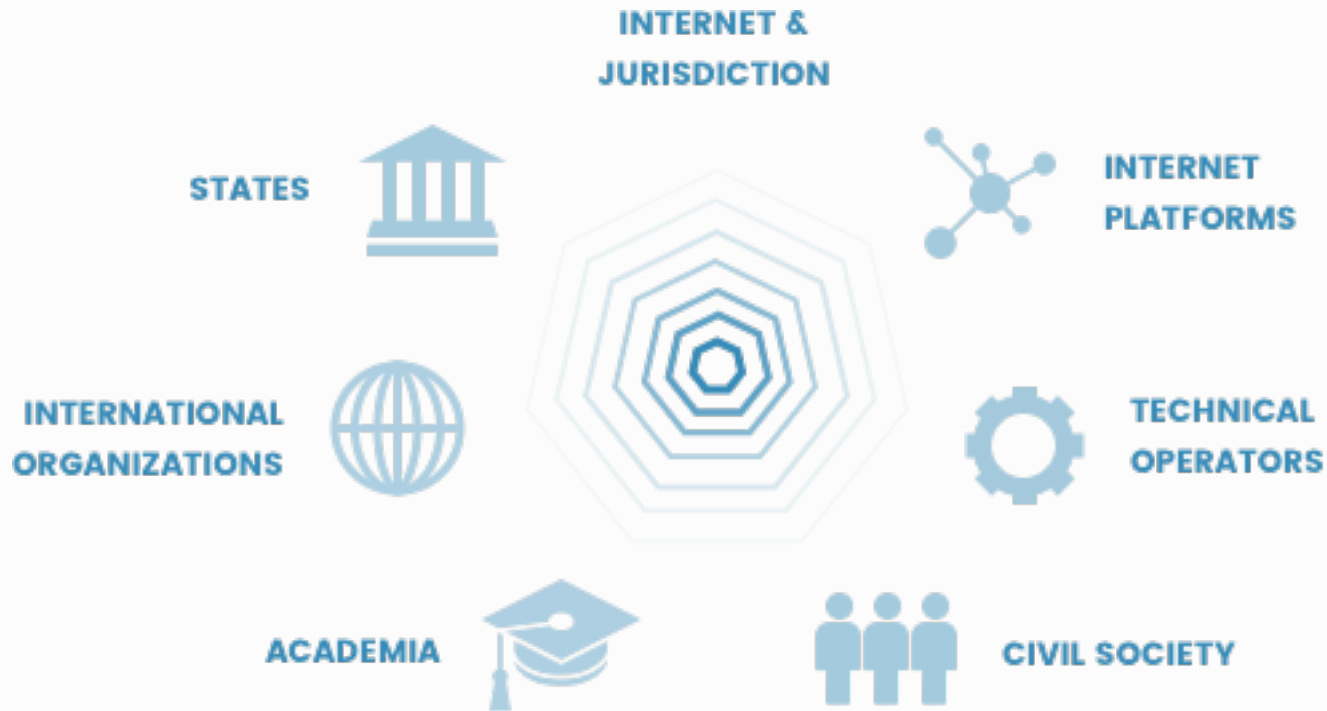 INTERNET &
JURISDICTION
STATES
INTERNET
PLATFORMS
INTERNATIONAL
ORGANIZATIONS
TECHNICAL
OPERATORS
ACADEMIA
CIVIL SOCIETY